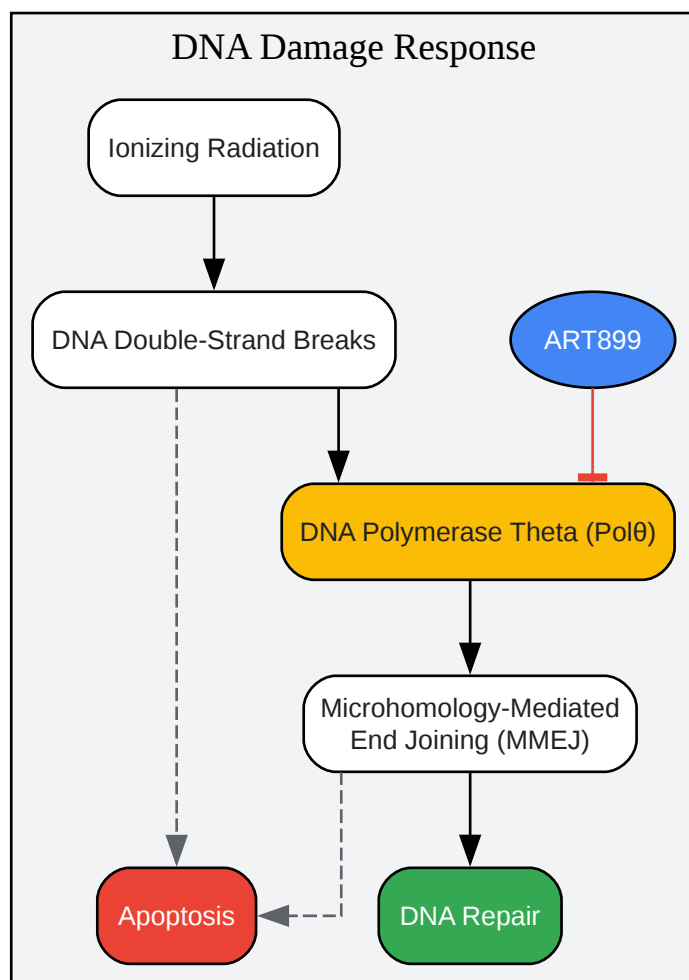 DNA Damage Response
Ionizing Radiation
DNA Double-Strand Breaks
ART899
DNA Polymerase Theta (Polθ)
Microhomology-Mediated
End Joining (MMEJ)
Apoptosis
DNA Repair